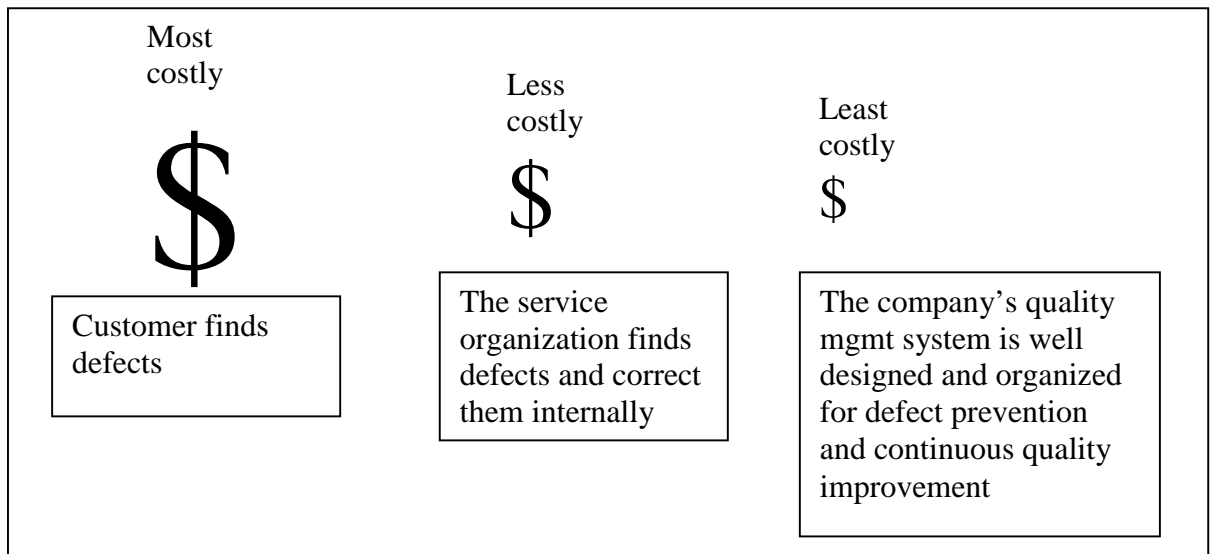 Most
costly
$
Customer finds
defects
Less
costly
$
The service
organization finds
defects and correct
them internally
Least
costly
$
The company’s quality
mgmt system is well
designed and organized
for defect prevention
and continuous quality
improvement